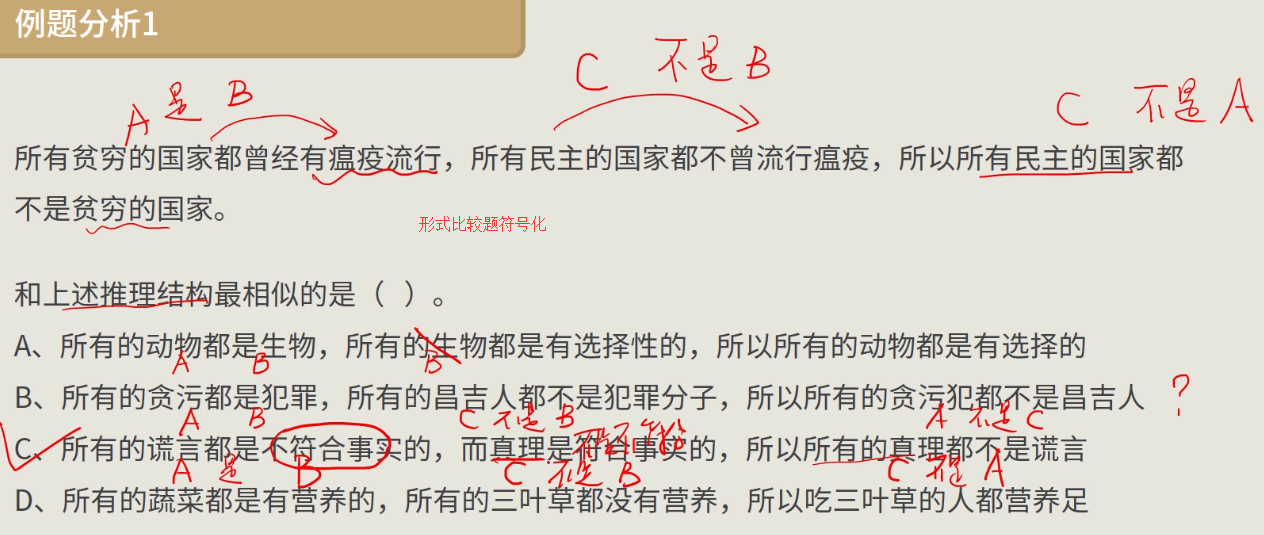 例题分析1
C 不是 B
A 是 B
C 不是 A
所有贫穷的国家都曾经有瘟疫流行，所有民主的国家都不曾流行瘟疫，所以所有民主的国家都
不是贫穷的国家。
形式比较题符号化
和上述推理结构最相似的是（ ）。
A、所有的动物都是生物，所有的生物都是有选择性的，所以所有的动物都是有选择的
A B B
B、所有的贪污都是犯罪，所有的昌吉人都不是犯罪分子，所以所有的贪污犯都不是昌吉人 ?
A B C 不是 B A 不是 C
C、所有的谎言都是不符合事实的，而真理是符合事实的，所以所有的真理都不是谎言
A 是 B C 不是 B C 不是 A
D、所有的蔬菜都是有营养的，所有的三叶草都没有营养，所以吃三叶草的人都营养足